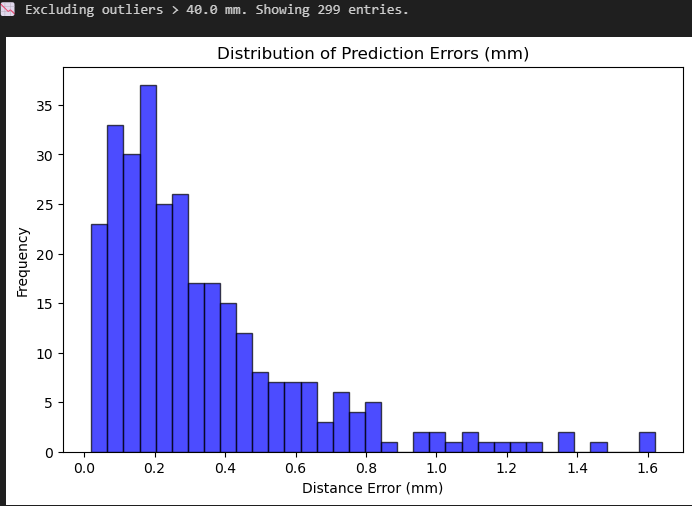 Excluding outliers > 40.0 mm. Showing 299 entries.
Distribution of Prediction Errors (mm)
Frequency
35
30
25
20
15
10
5
0
0.0 0.2 0.4 0.6 0.8 1.0 1.2 1.4 1.6
Distance Error (mm)